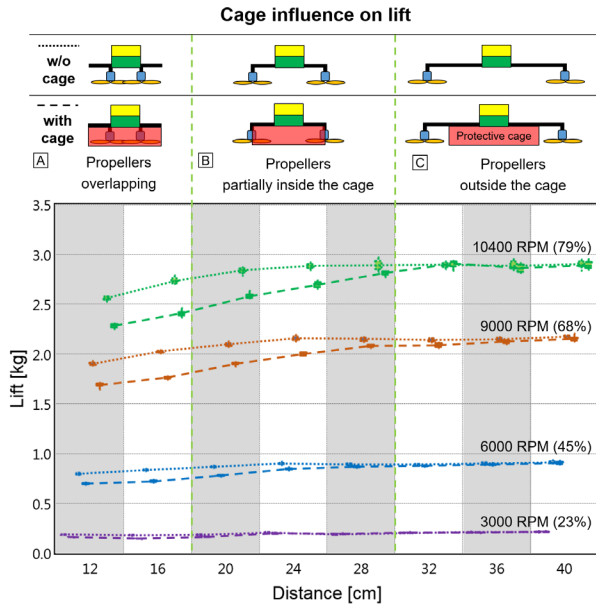 Cage influence on lift
w/o
cage
with
cage
Protective cage
A
Propellers
overlapping
B
Propellers
partially inside the cage
C
Propellers
outside the cage
3.5
3.0
2.5
2.0
1.5
1.0
0.5
0.0
Lift [kg]
10400 RPM (79%)
9000 RPM (68%)
6000 RPM (45%)
3000 RPM (23%)
12 16 20 24 28 32 36 40
Distance [cm]